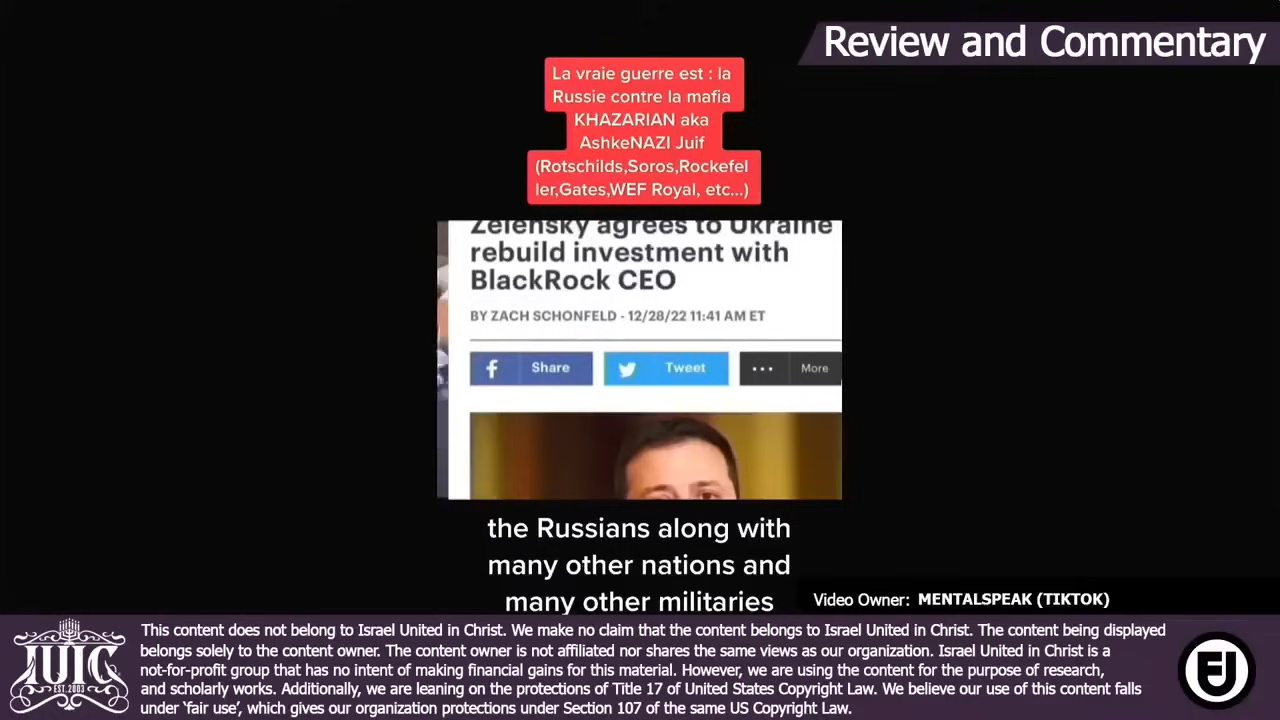 Review and Commentary
La vraie guerre est : la
Russie contre la mafia
KHAZARIAN aka
AshkeNAZI Juif
(Rotschilds,Soros,Rockefel
ler,Gates,WEF Royal, etc...)
Zelensky agrees to Ukraine
rebuild investment with
BlackRock CEO
BY ZACH SCHONFELD - 12/28/22 11:41 AM ET
Share
Tweet
More
the Russians along with
many other nations and
many other militaries
Video Owner: MENTALSPEAK (TIKTOK)
This content does not belong to Israel United in Christ. We make no claim that the content belongs to Israel United in Christ. The content being displayed
belongs solely to the content owner. The content owner is not affiliated nor shares the same views as our organization. Israel United in Christ is a
not-for-profit group that has no intent of making financial gains for this material. However, we are using the content for the purpose of research,
and scholarly works. Additionally, we are leaning on the protections of Title 17 of United States Copyright Law. We believe our use of this content falls
under 'fair use', which gives our organization protections under Section 107 of the same US Copyright Law.
IUIC
EST. 2003